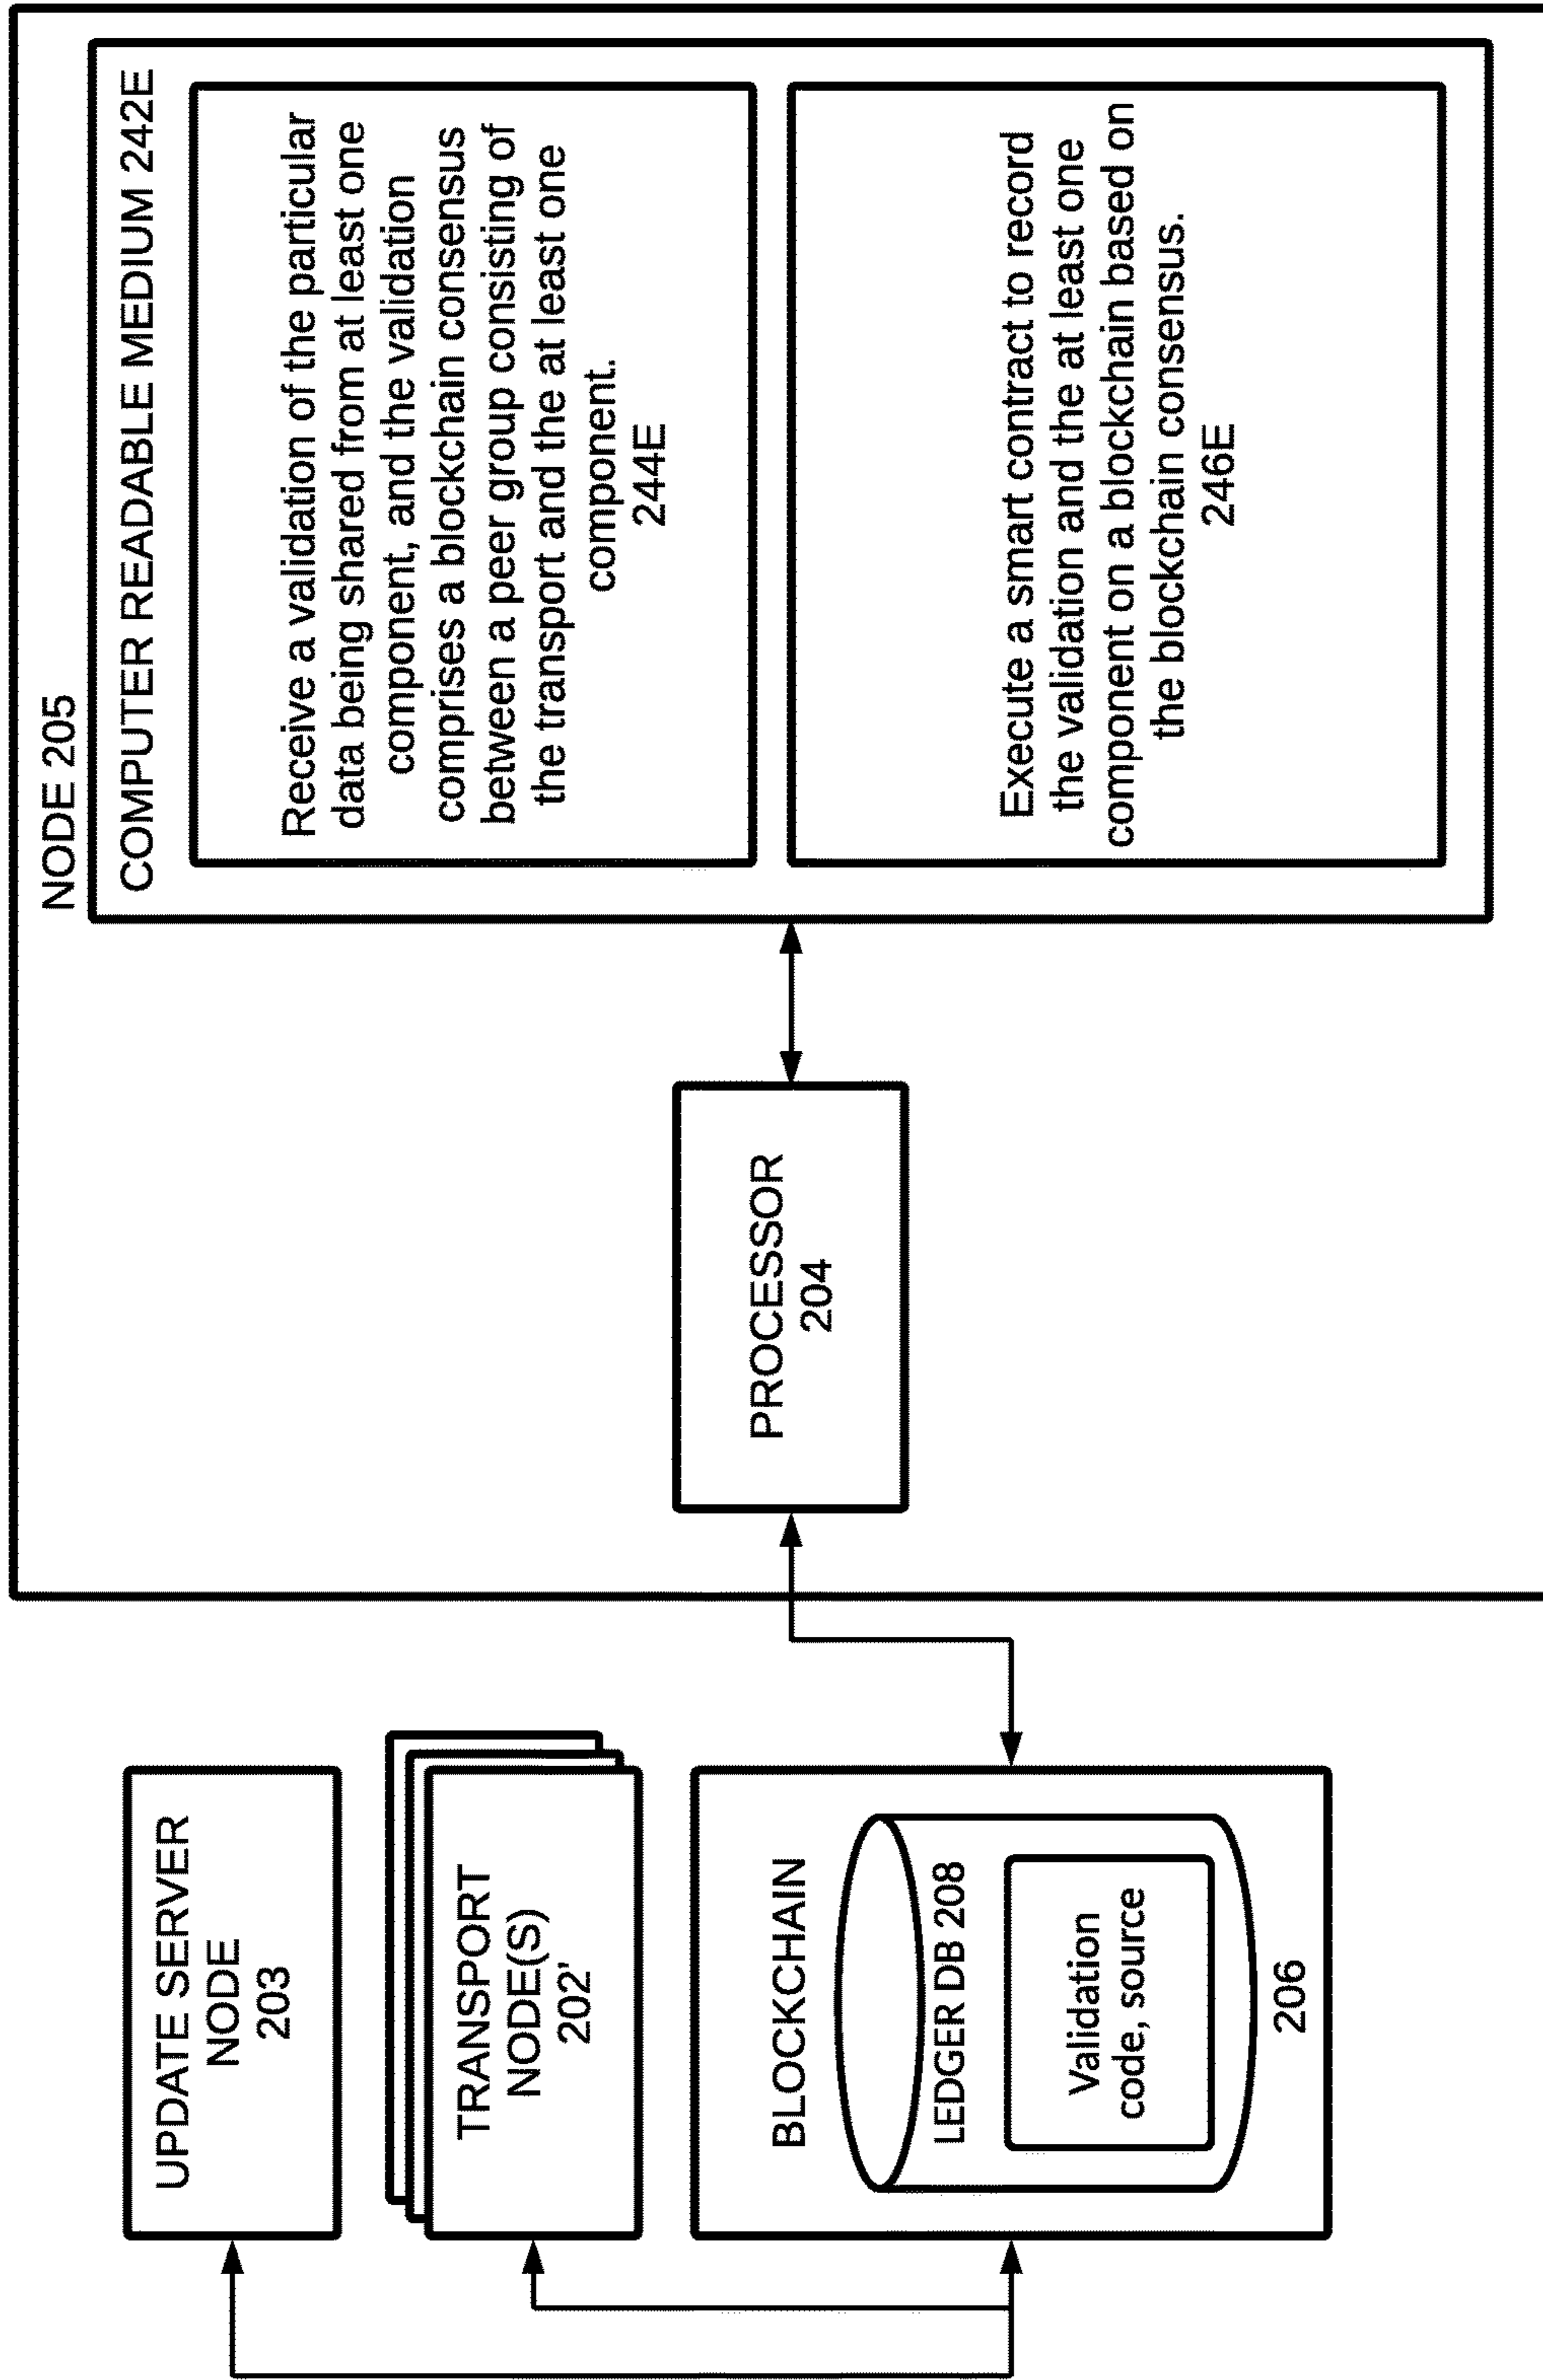 UPDATE SERVER
NODE
203
TRANSPORT
NODE(S)
202'
BLOCKCHAIN
LEDGER DB 208
Validation
code, source
206
PROCESSOR
204
NODE 205
COMPUTER READABLE MEDIUM 242E
Receive a validation of the particular
data being shared from at least one
component, and the validation
comprises a blockchain consensus
between a peer group consisting of
the transport and the at least one
component.
244E
Execute a smart contract to record
the validation and the at least one
component on a blockchain based on
the blockchain consensus.
246E